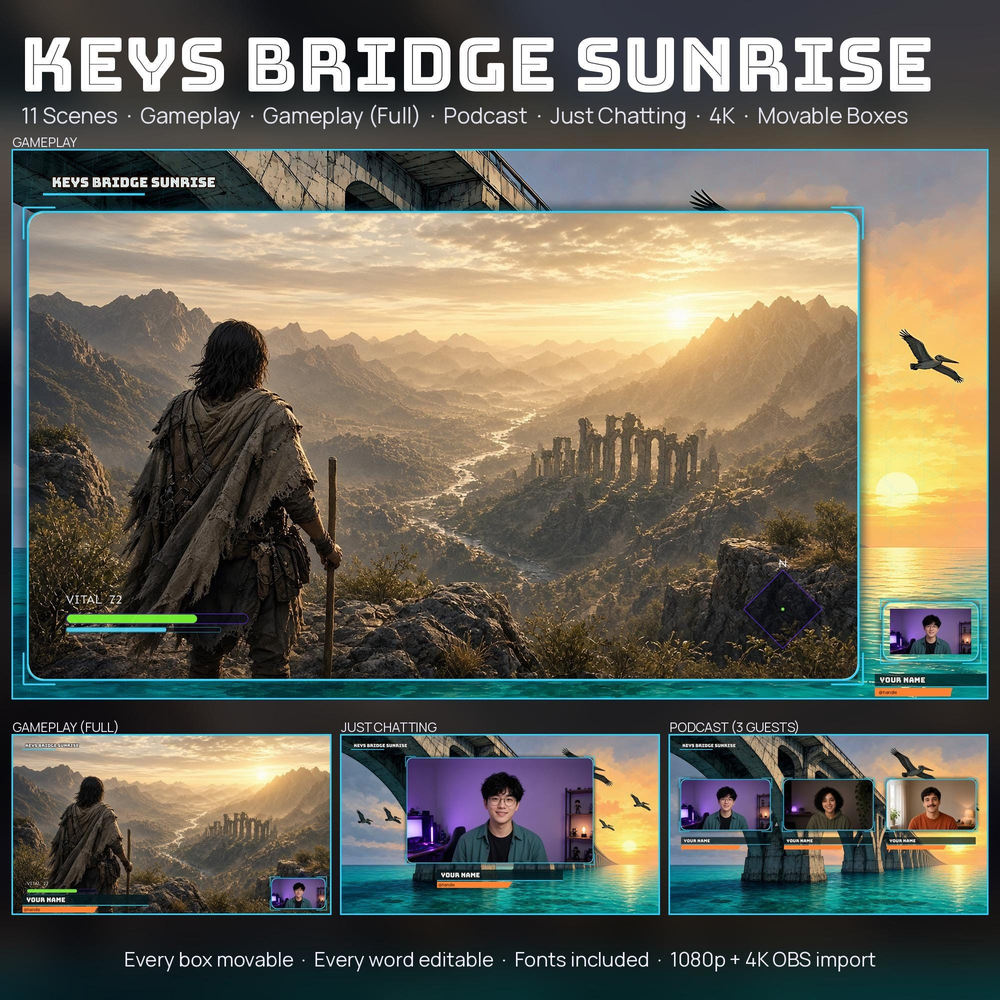 KEYS BRIDGE SUNRISE
11 Scenes · Gameplay · Gameplay (Full) · Podcast · Just Chatting · 4K · Movable Boxes
GAMEPLAY
KEYS BRIDGE SUNRISE
VITAL 72
N
YOUR NAME
@handle
GAMEPLAY (FULL)
KEYS BRIDGE SUNRISE
VITAL 72
YOUR NAME
@handle
JUST CHATTING
KEYS BRIDGE SUNRISE
YOUR NAME
@handle
PODCAST (3 GUESTS)
KEYS BRIDGE SUNRISE
YOUR NAME
YOUR NAME
YOUR NAME
Every box movable · Every word editable · Fonts included · 1080p + 4K OBS import